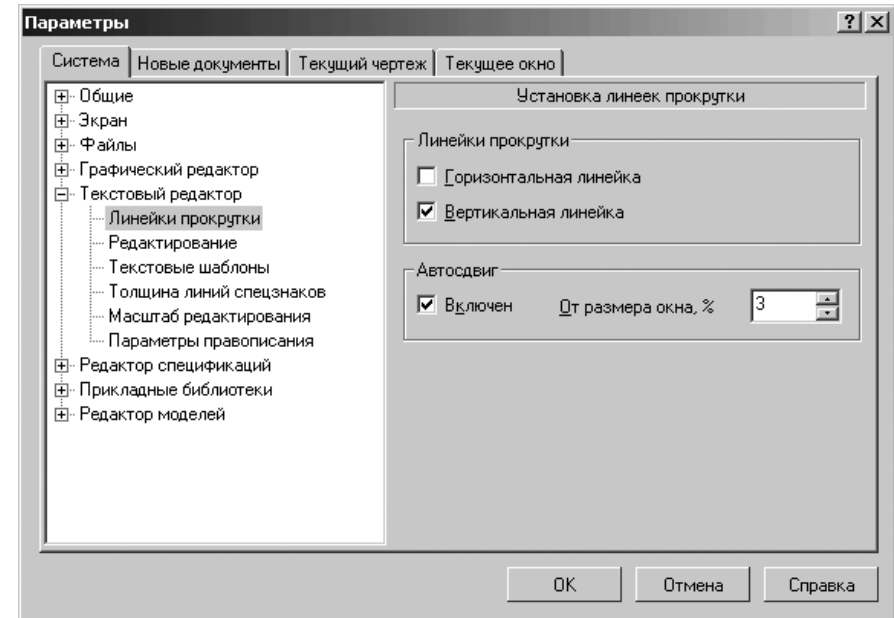 Параметры
Система Новые документы Текущий чертеж Текущее окно
Общие
Экран
Файлы
Графический редактор
Текстовый редактор
Линейки прокрутки
Редактирование
Текстовые шаблоны
Толщина линий спецзнаков
Масштаб редактирования
Параметры правописания
Редактор спецификаций
Прикладные библиотеки
Редактор моделей
Установка линеек прокрутки
Линейки прокрутки
Горизонтальная линейка
Вертикальная линейка
Автосдвиг
Включен От размера окна, % 3
OK Отмена Справка